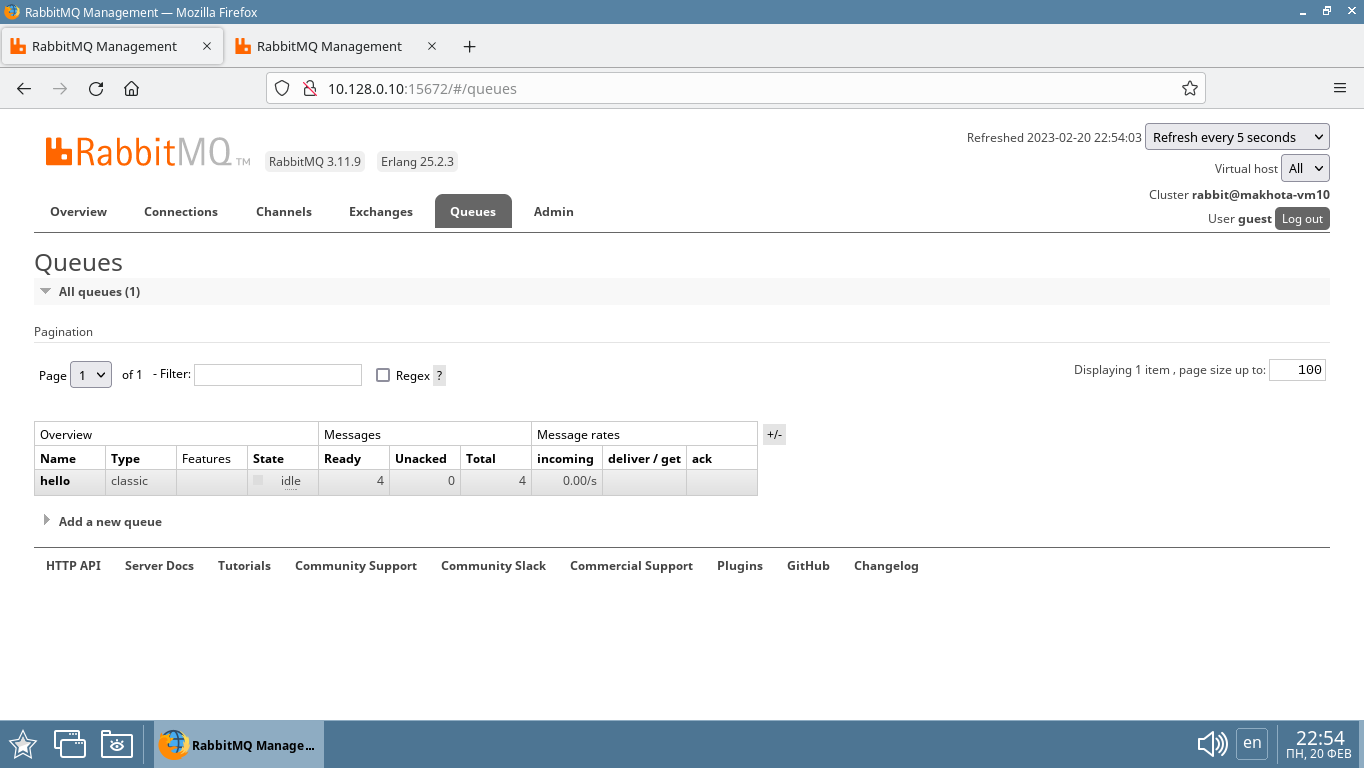 RabbitMQ Management — Mozilla Firefox
RabbitMQ Management
RabbitMQ Management
10.128.0.10:15672/#/queues
RabbitMQ TM
RabbitMQ 3.11.9
Erlang 25.2.3
Refreshed 2023-02-20 22:54:03
Refresh every 5 seconds
Virtual host All
Cluster rabbit@makhota-vm10
User guest Log out
Overview Connections Channels Exchanges Queues Admin
Queues
All queues (1)
Pagination
Page 1 of 1 - Filter: Regex ?
Displaying 1 item , page size up to: 100
Overview Messages Message rates +/-
Name Type Features State Ready Unacked Total incoming deliver / get ack
hello classic idle 4 0 4 0.00/s
Add a new queue
HTTP API Server Docs Tutorials Community Support Community Slack Commercial Support Plugins GitHub Changelog
RabbitMQ Manage...
en
22:54
ПН, 20 ФЕВ